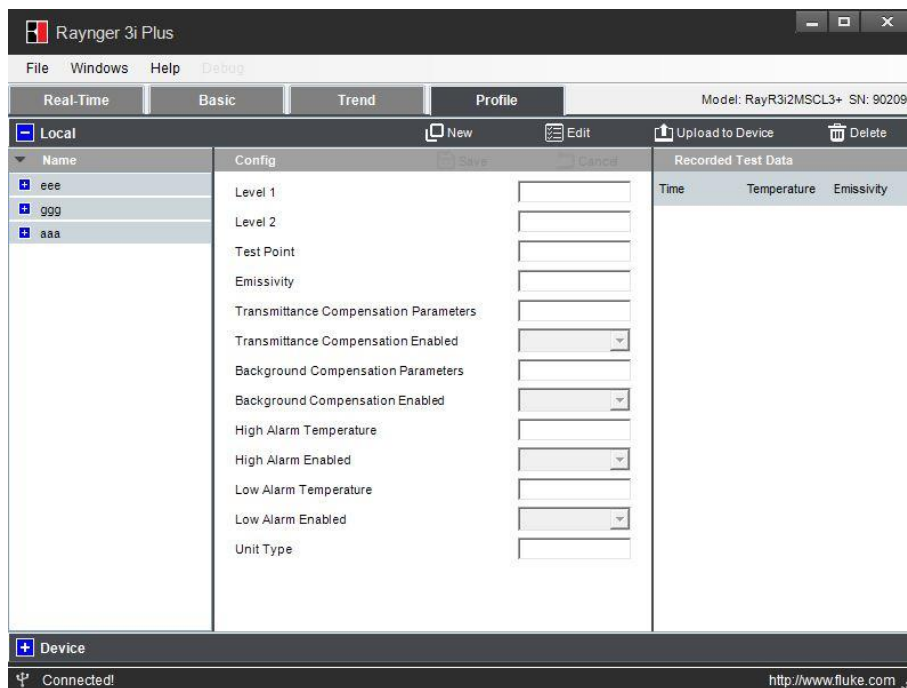 Raynger 3i Plus
File Windows Help Debug
Real-Time Basic Trend Profile Model: RayR3i2MSCL3+ SN: 90209
Local New Edit Upload to Device Delete
Name Config Save Cancel Recorded Test Data
eee Level 1 Time Temperature Emissivity
ggg Level 2
aaa Test Point
Emissivity
Transmittance Compensation Parameters
Transmittance Compensation Enabled
Background Compensation Parameters
Background Compensation Enabled
High Alarm Temperature
High Alarm Enabled
Low Alarm Temperature
Low Alarm Enabled
Unit Type
Device
Connected! http://www.fluke.com